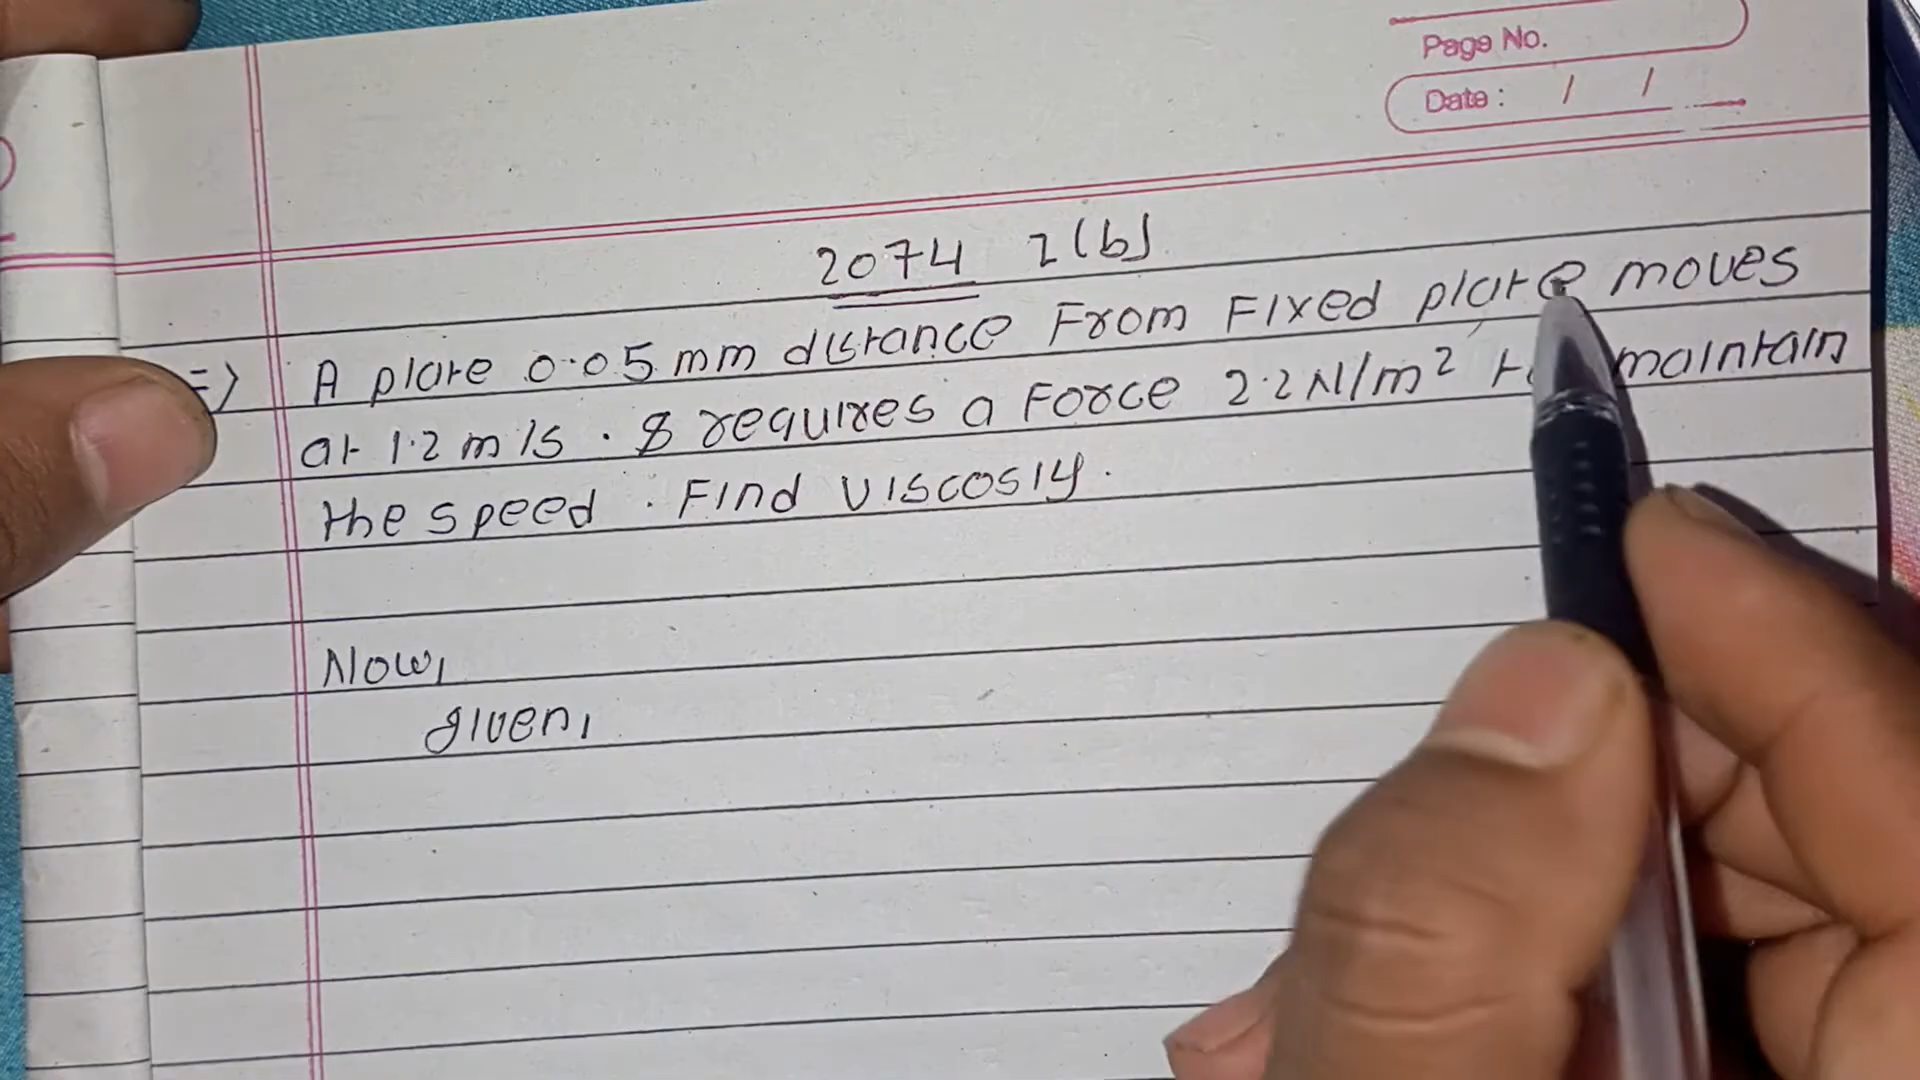 Page No.
Date : / /
2074 2(b)
=> A plate 0.05 mm distance From Fixed plate moves
at 1.2 m/s . & requires a Force 2.2 N/m² maintain
the speed . Find viscosiy.
Now,
given,